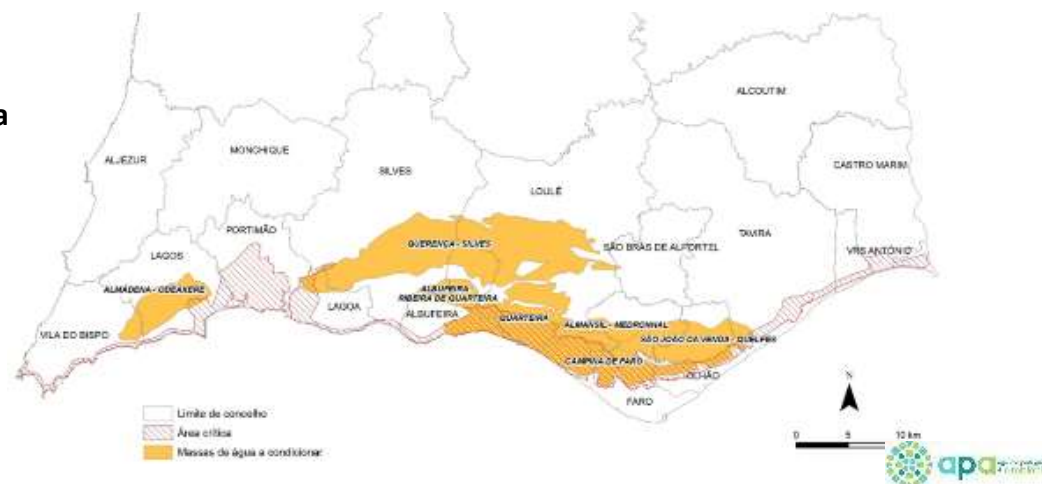 a
ALCOUTIM
ALJEZUR
MONCHIQUE
CASTRO MARIM
SILVES
LOULÉ
TAVIRA
PORTIMÃO
QUERENÇA - SILVES
SÃO BRÁS DE ALPORTEL
VRS ANTÓNIO
LAGOS
ALMÁDENA - ODEÁXERE
ALBUFEIRA
RIBEIRA DE QUARTEIRA
LAGOA
ALBUFEIRA
QUARTEIRA
ALMANSIL - MEDRONHAL
VILA DO BISPO
SÃO JOÃO DA VENDA - QUELFES
CAMPINA DE FARO
OLHÃO
FARO
N
Limite de concelho
Área crítica
Massas de água a condicionar
0 5 10 km
apa